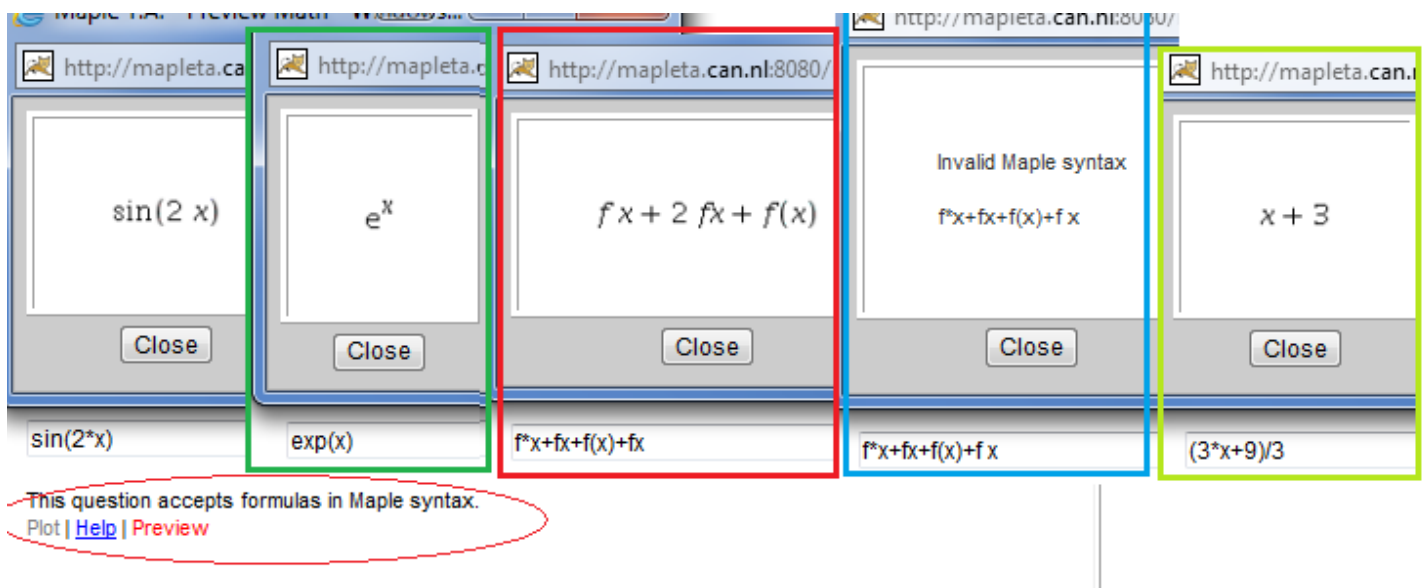 Maple T.A. - Preview Math - Windows...
http://mapleta.ca
http://mapleta.
http://mapleta.can.nl:8080/
http://mapleta.can.nl:8080/
http://mapleta.can.
sin(2 x)
e^x
f x + 2 fx + f(x)
Invalid Maple syntax
f*x+fx+f(x)+f x
x + 3
Close
Close
Close
Close
Close
sin(2*x)
exp(x)
f*x+fx+f(x)+fx
f*x+fx+f(x)+f x
(3*x+9)/3
This question accepts formulas in Maple syntax.
Plot | Help | Preview